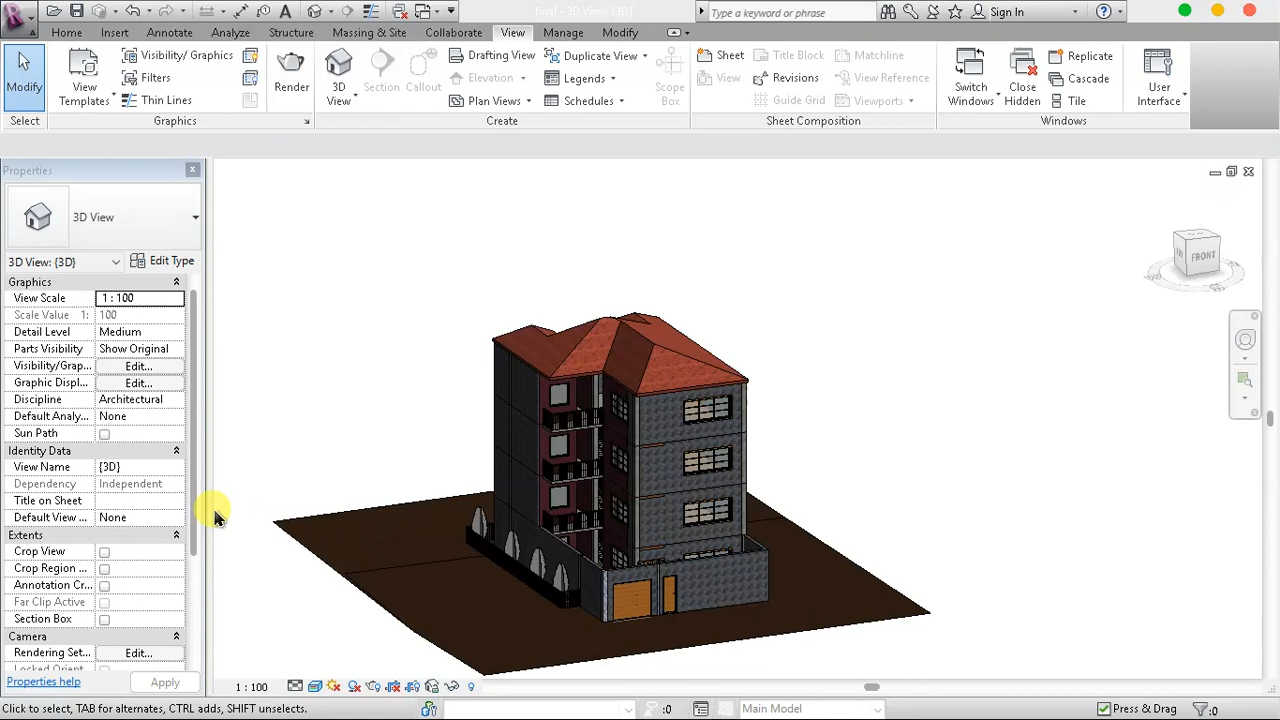 final - 3D View: {3D}
Type a keyword or phrase
Sign In
Home Insert Annotate Analyze Structure Massing & Site Collaborate View Manage Modify
Modify
Select
View
Templates
Visibility/ Graphics
Filters
Thin Lines
Graphics
Render
3D
View
Section
Callout
Drafting View
Elevation
Plan Views
Duplicate View
Legends
Schedules
Scope
Box
Create
Sheet
View
Title Block
Revisions
Guide Grid
Matchline
View Reference
Viewports
Sheet Composition
Switch
Windows
Close
Hidden
Replicate
Cascade
Tile
Windows
User
Interface
Properties
3D View
3D View: {3D}
Edit Type
Graphics
View Scale 1 : 100
Scale Value 1: 100
Detail Level Medium
Parts Visibility Show Original
Visibility/Grap... Edit...
Graphic Displ... Edit...
Discipline Architectural
Default Analy... None
Sun Path
Identity Data
View Name {3D}
Dependency Independent
Title on Sheet
Default View ... None
Extents
Crop View
Crop Region ...
Annotation Cr...
Far Clip Active
Section Box
Camera
Rendering Set... Edit...
Locked Orient...
Properties help
Apply
FRONT
1 : 100
Click to select, TAB for alternates, CTRL adds, SHIFT unselects.
:0
Main Model
Press & Drag
:0